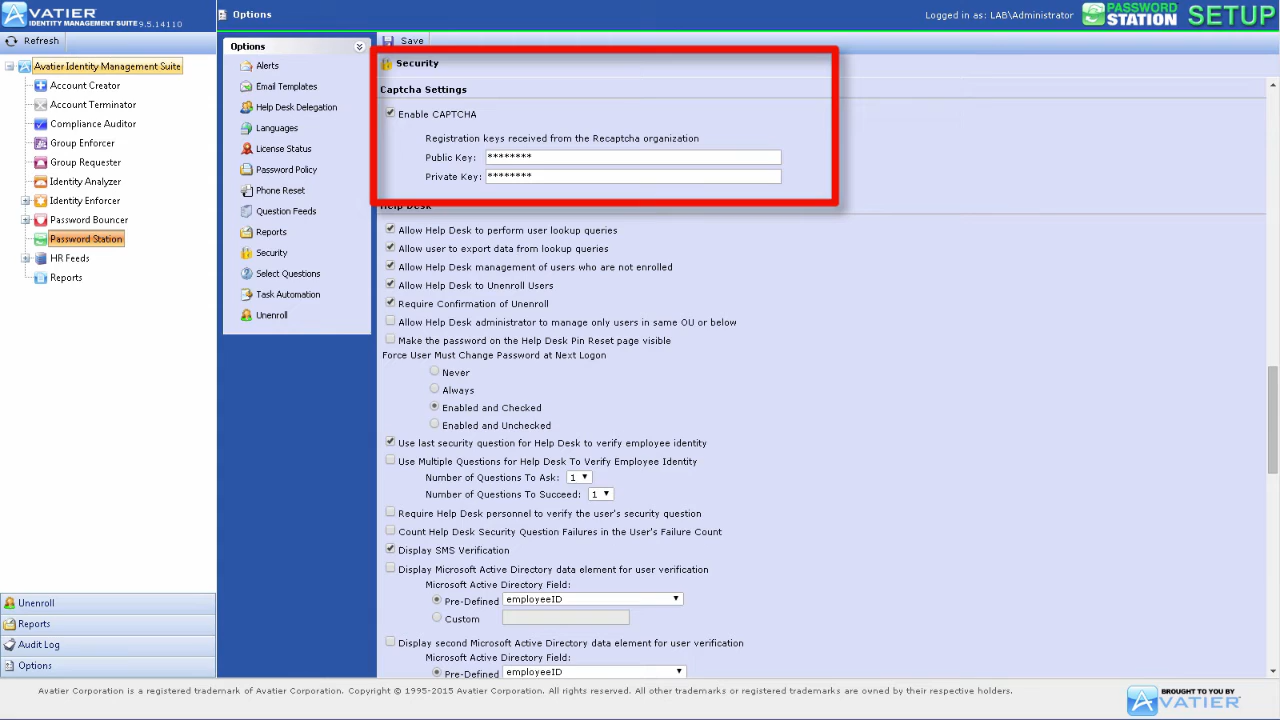 AVATIER
IDENTITY MANAGEMENT SUITE 9.5.14110
Options
Logged in as: LAB\Administrator
PASSWORD STATION SETUP
Refresh
Avatier Identity Management Suite
Account Creator
Account Terminator
Compliance Auditor
Group Enforcer
Group Requester
Identity Analyzer
Identity Enforcer
Password Bouncer
Password Station
HR Feeds
Reports
Unenroll
Reports
Audit Log
Options
Options
Alerts
Email Templates
Help Desk Delegation
Languages
License Status
Password Policy
Phone Reset
Question Feeds
Reports
Security
Select Questions
Task Automation
Unenroll
Save
Security
Captcha Settings
Enable CAPTCHA
Registration keys received from the Recaptcha organization
Public Key: ********
Private Key: ********
Help Desk
Allow Help Desk to perform user lookup queries
Allow user to export data from lookup queries
Allow Help Desk management of users who are not enrolled
Allow Help Desk to Unenroll Users
Require Confirmation of Unenroll
Allow Help Desk administrator to manage only users in same OU or below
Make the password on the Help Desk Pin Reset page visible
Force User Must Change Password at Next Logon
Never
Always
Enabled and Checked
Enabled and Unchecked
Use last security question for Help Desk to verify employee identity
Use Multiple Questions for Help Desk To Verify Employee Identity
Number of Questions To Ask: 1
Number of Questions To Succeed: 1
Require Help Desk personnel to verify the user's security question
Count Help Desk Security Question Failures in the User's Failure Count
Display SMS Verification
Display Microsoft Active Directory data element for user verification
Microsoft Active Directory Field:
Pre-Defined employeeID
Custom
Display second Microsoft Active Directory data element for user verification
Microsoft Active Directory Field:
Pre-Defined employeeID
Avatier Corporation is a registered trademark of Avatier Corporation. Copyright © 1995-2015 Avatier Corporation. All rights reserved. All other trademarks or registered trademarks are owned by their respective holders.
BROUGHT TO YOU BY
AVATIER